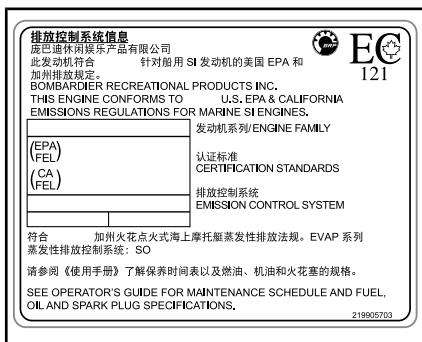 排放控制系统信息
庞巴迪休闲娱乐产品有限公司
此发动机符合 针对船用 SI 发动机的美国 EPA 和
加州排放规定。
BOMBARDIER RECREATIONAL PRODUCTS INC.
THIS ENGINE CONFORMS TO U.S. EPA & CALIFORNIA
EMISSIONS REGULATIONS FOR MARINE SI ENGINES.
BRP
EC
121
发动机系列/ENGINE FAMILY
(EPA FEL)
认证标准
CERTIFICATION STANDARDS
(CA FEL)
排放控制系统
EMISSION CONTROL SYSTEM
符合 加州火花点火式海上摩托艇蒸发性排放法规。EVAP 系列
蒸发性排放控制系统：SO
请参阅《使用手册》了解保养时间表以及燃油、机油和火花塞的规格。
SEE OPERATOR'S GUIDE FOR MAINTENANCE SCHEDULE AND FUEL,
OIL AND SPARK PLUG SPECIFICATIONS.
219905703